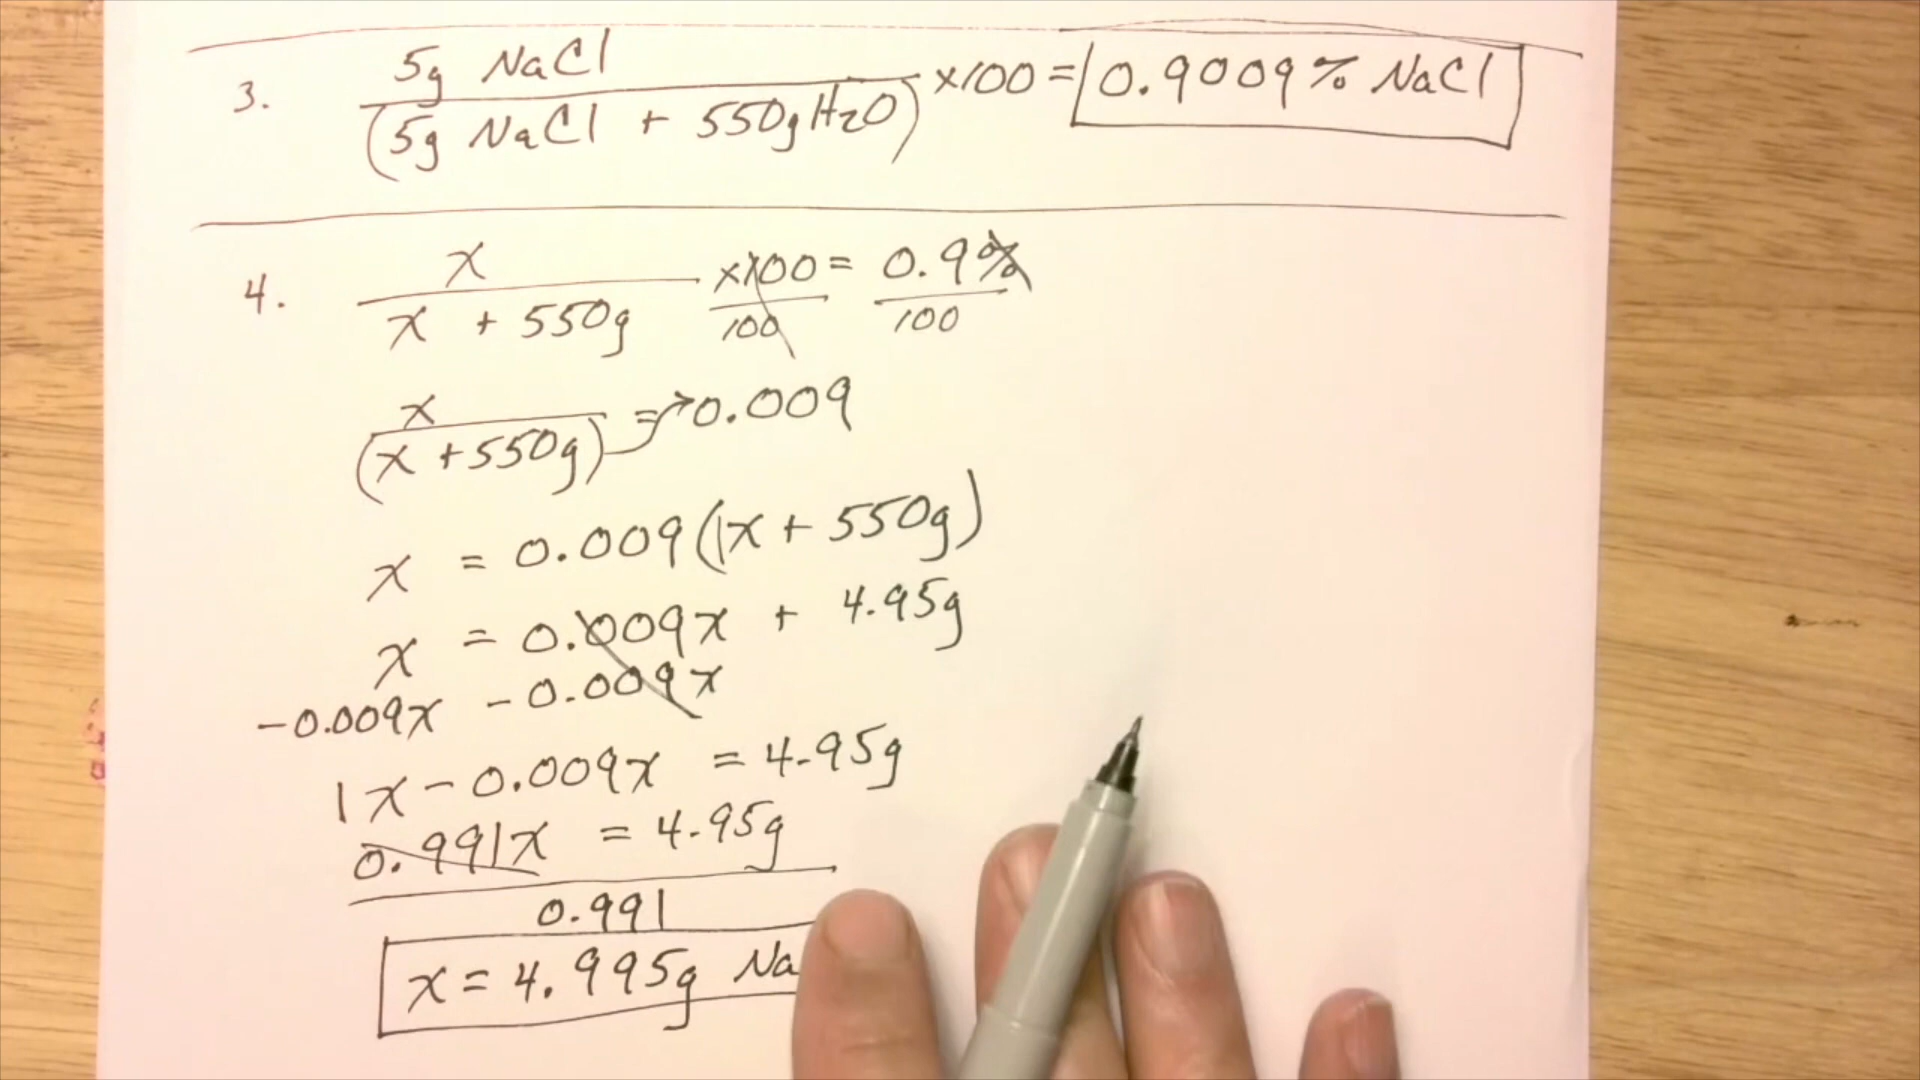 3. 5g NaCl
(5g NaCl + 550g H2O) x100 = 0.9009% NaCl
4. x x100 = 0.9%
x + 550g 100 100
x = 0.009
(x + 550g)
x = 0.009(1x + 550g)
x = 0.009x + 4.95g
-0.009x -0.009x
1x - 0.009x = 4.95g
0.991x = 4.95g
0.991
x = 4.995g Na